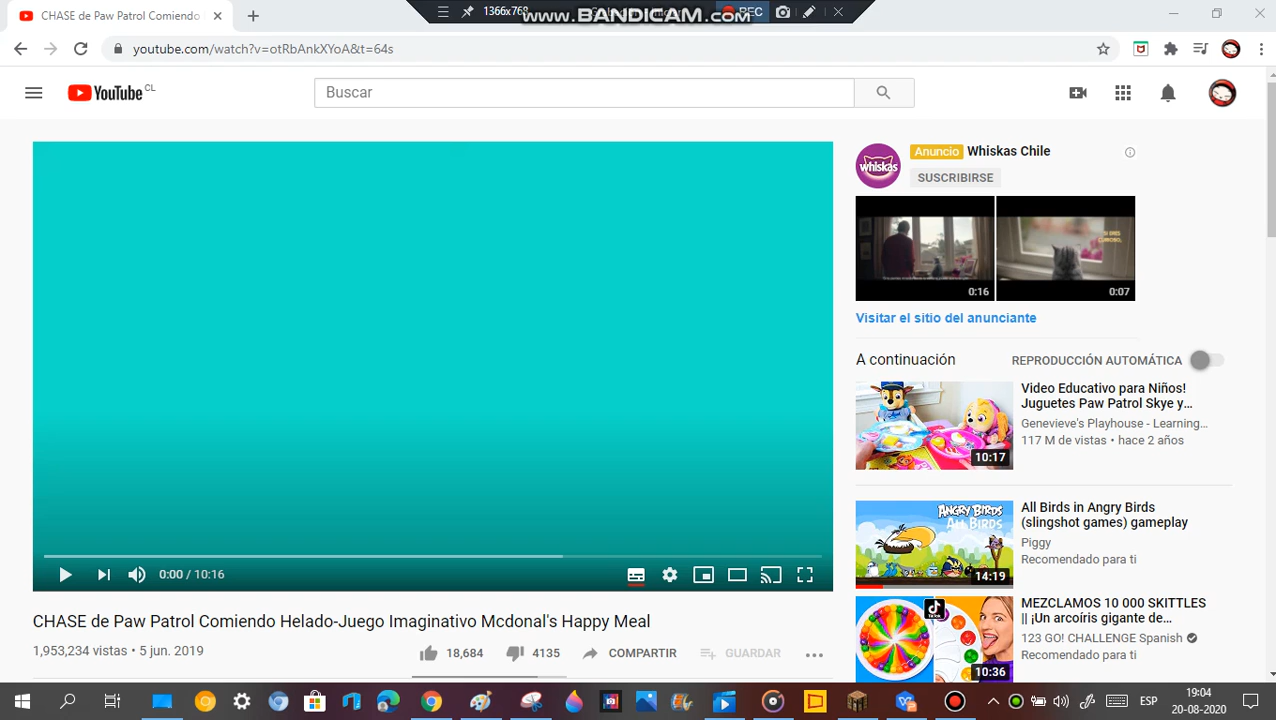 CHASE de Paw Patrol Comiendo
1366x768
www.BANDICAM.com
REC
youtube.com/watch?v=otRbAnkXYoA&t=64s
YouTube CL
Buscar
Anuncio Whiskas Chile
whiskas
SUSCRIBIRSE
SI ERES
CURIOSO,
0:16
0:07
Visitar el sitio del anunciante
A continuación
REPRODUCCIÓN AUTOMÁTICA
Video Educativo para Niños!
Juguetes Paw Patrol Skye y…
Genevieve's Playhouse - Learning…
117 M de vistas • hace 2 años
10:17
All Birds in Angry Birds
(slingshot games) gameplay
Piggy
Recomendado para ti
ANGRY BIRDS
ALL BIRDS
14:19
MEZCLAMOS 10 000 SKITTLES
|| ¡Un arcoíris gigante de…
123 GO! CHALLENGE Spanish
Recomendado para ti
10:36
0:00 / 10:16
CHASE de Paw Patrol Comiendo Helado-Juego Imaginativo Mcdonal's Happy Meal
1,953,234 vistas • 5 jun. 2019
18,684
4135
COMPARTIR
GUARDAR
ESP
19:04
20-08-2020